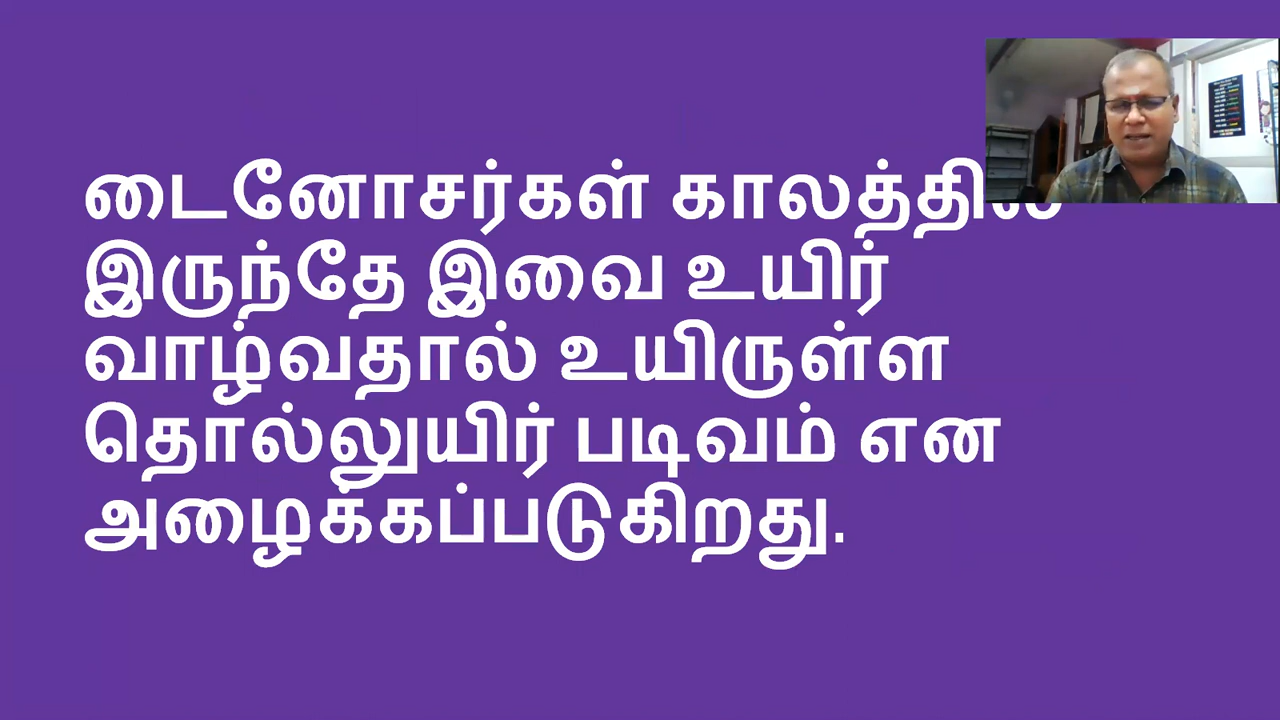 டைனோசர்கள் காலத்தில்
இருந்தே இவை உயிர்
வாழ்வதால் உயிருள்ள
தொல்லுயிர் படிவம் என
அழைக்கப்படுகிறது.